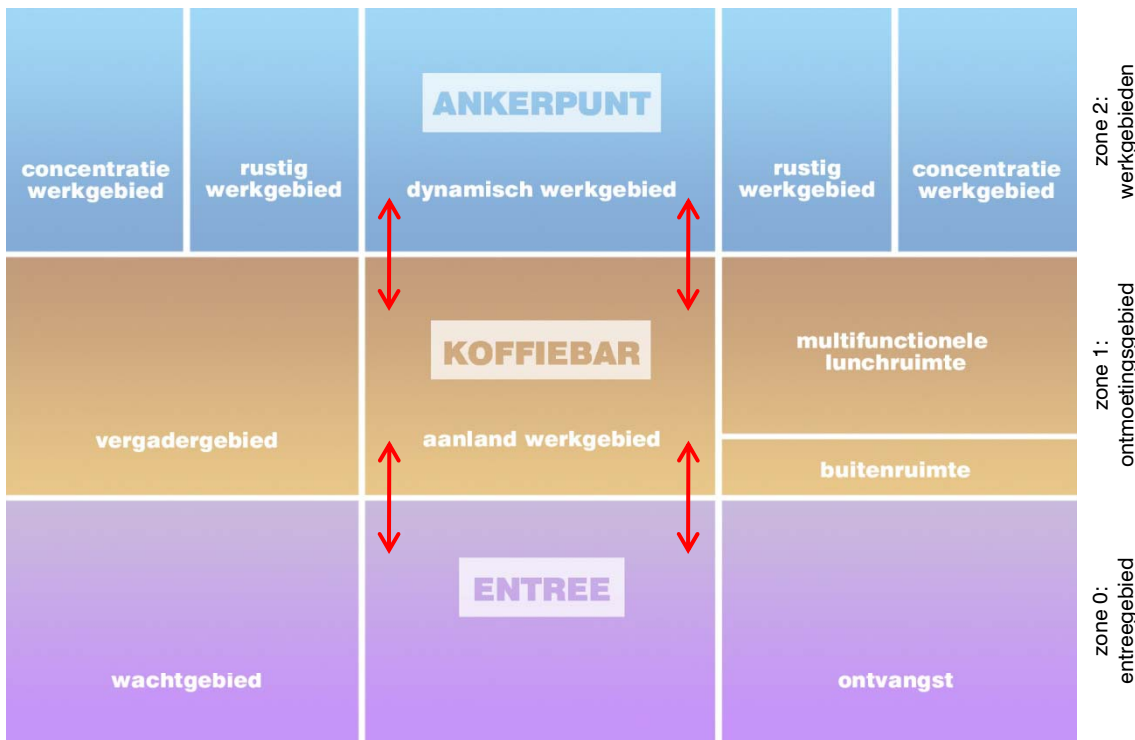 ANKERPUNT
concentratie
werkgebied
rustig
werkgebied
dynamisch werkgebied
rustig
werkgebied
concentratie
werkgebied
zone 2:
werkgebieden
KOFFIEBAR
multifunctionele
lunchruimte
vergadergebied
aanland werkgebied
buitenruimte
zone 1:
ontmoetingsgebied
ENTREE
wachtgebied
ontvangst
zone 0:
entreegebied